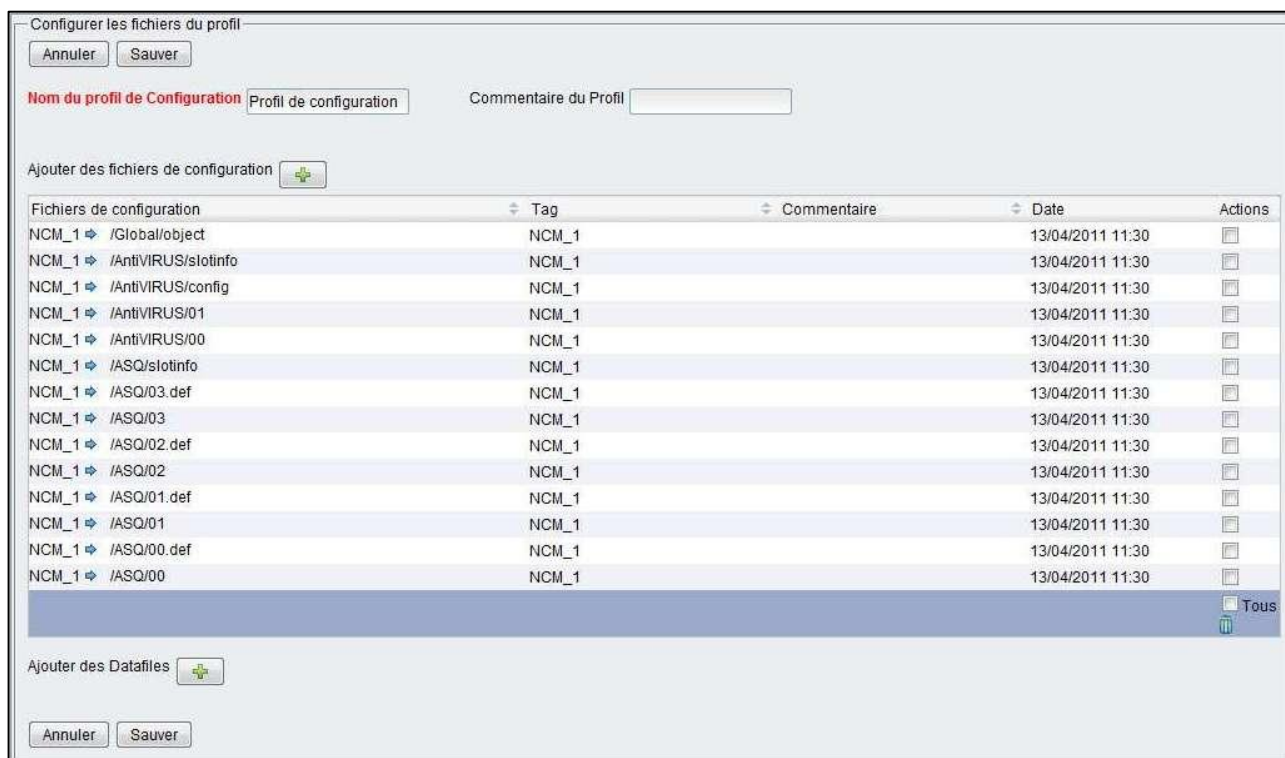 Configurer les fichiers du profil
Annuler Sauver
Nom du profil de Configuration Profil de configuration Commentaire du Profil
Ajouter des fichiers de configuration
Fichiers de configuration Tag Commentaire Date Actions
NCM_1 /Global/object NCM_1 13/04/2011 11:30
NCM_1 /AntiVIRUS/slotinfo NCM_1 13/04/2011 11:30
NCM_1 /AntiVIRUS/config NCM_1 13/04/2011 11:30
NCM_1 /AntiVIRUS/01 NCM_1 13/04/2011 11:30
NCM_1 /AntiVIRUS/00 NCM_1 13/04/2011 11:30
NCM_1 /ASQ/slotinfo NCM_1 13/04/2011 11:30
NCM_1 /ASQ/03.def NCM_1 13/04/2011 11:30
NCM_1 /ASQ/03 NCM_1 13/04/2011 11:30
NCM_1 /ASQ/02.def NCM_1 13/04/2011 11:30
NCM_1 /ASQ/02 NCM_1 13/04/2011 11:30
NCM_1 /ASQ/01.def NCM_1 13/04/2011 11:30
NCM_1 /ASQ/01 NCM_1 13/04/2011 11:30
NCM_1 /ASQ/00.def NCM_1 13/04/2011 11:30
NCM_1 /ASQ/00 NCM_1 13/04/2011 11:30
Tous
Ajouter des Datafiles
Annuler Sauver